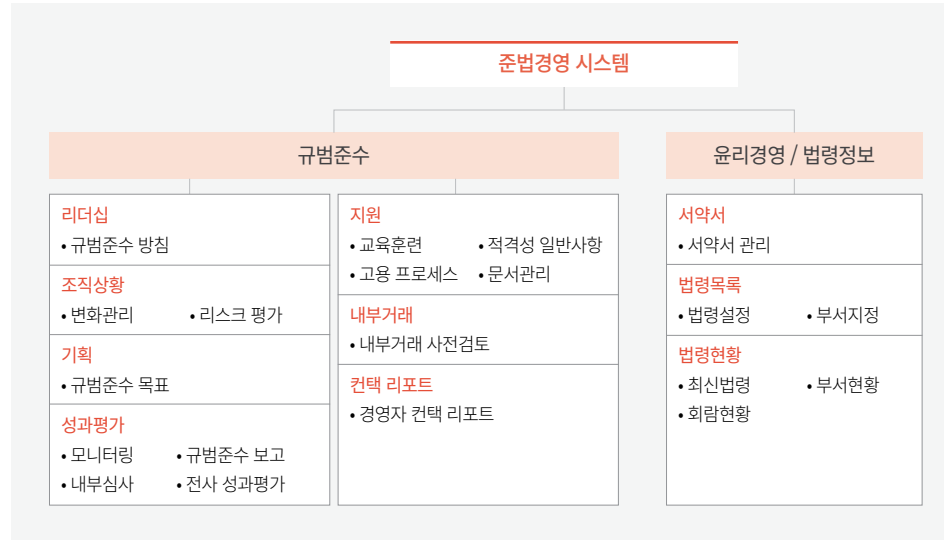 준법경영 시스템
규범준수
리더십
• 규범준수 방침
조직상황
• 변화관리 • 리스크 평가
기획
• 규범준수 목표
성과평가
• 모니터링 • 규범준수 보고
• 내부심사 • 전사 성과평가
지원
• 교육훈련 • 적격성 일반사항
• 고용 프로세스 • 문서관리
내부거래
• 내부거래 사전검토
컨택 리포트
• 경영자 컨택 리포트
윤리경영 / 법령정보
서약서
• 서약서 관리
법령목록
• 법령설정 • 부서지정
법령현황
• 최신법령 • 부서현황
• 회람현황